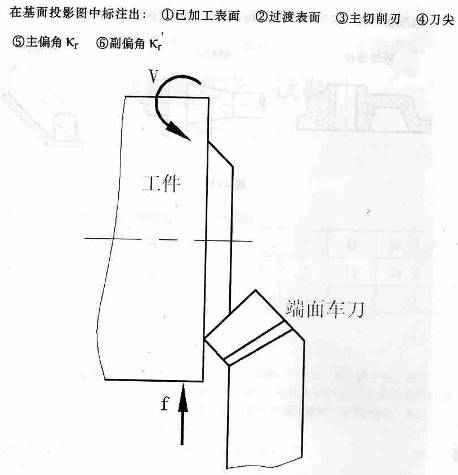 在基面投影图中标注出: ①已加工表面 ②过渡表面 ③主切削刃 ④刀尖
⑤主偏角 κr ⑥副偏角 κr'
V
工件
端面车刀
f